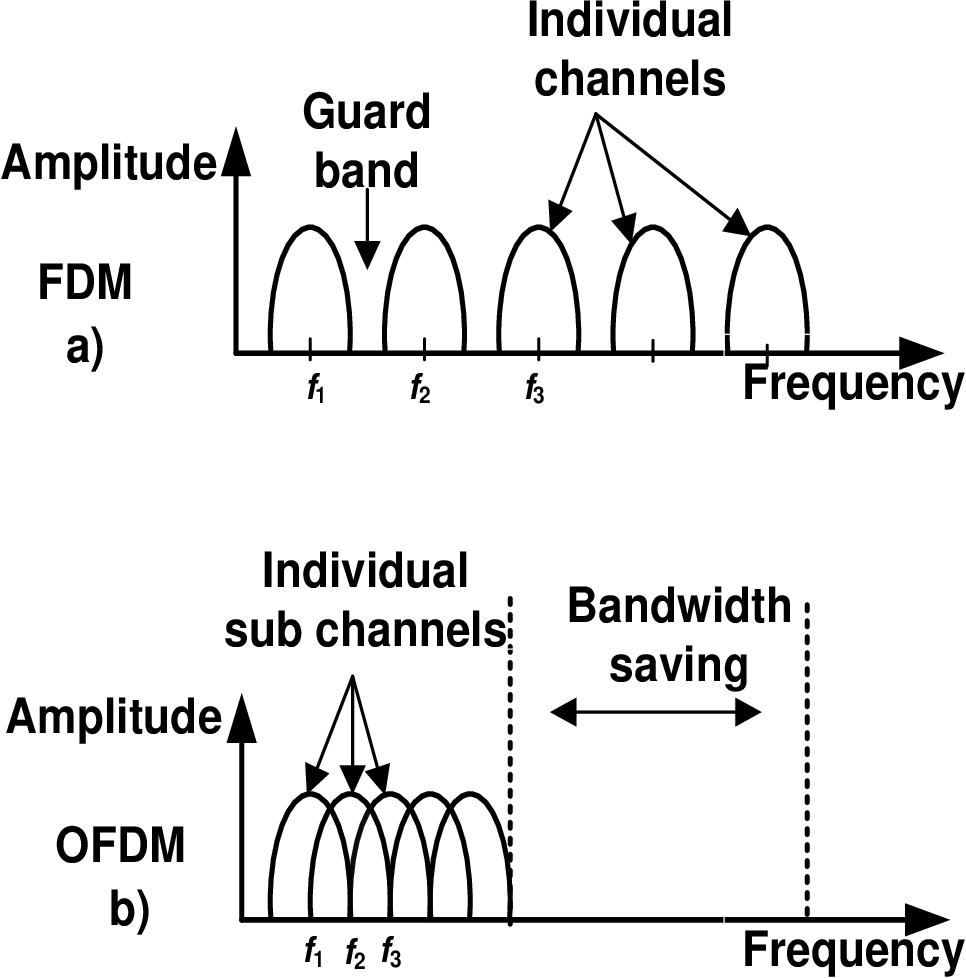 Individual
channels
Guard
band
Amplitude
FDM
a)
f1 f2 f3
Frequency
Individual
sub channels
Bandwidth
saving
Amplitude
OFDM
b)
f1 f2 f3
Frequency